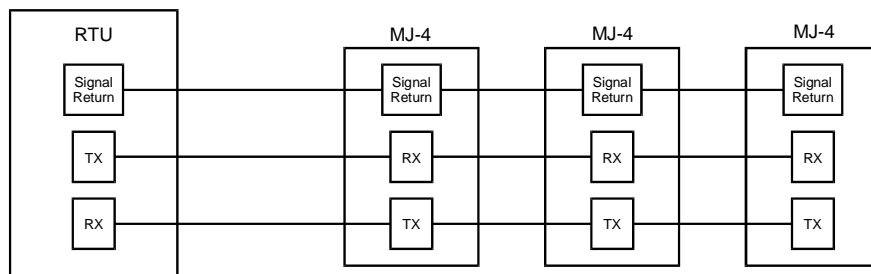 RTU
MJ-4
MJ-4
MJ-4
Signal
Return
Signal
Return
Signal
Return
Signal
Return
TX
RX
RX
RX
RX
TX
TX
TX